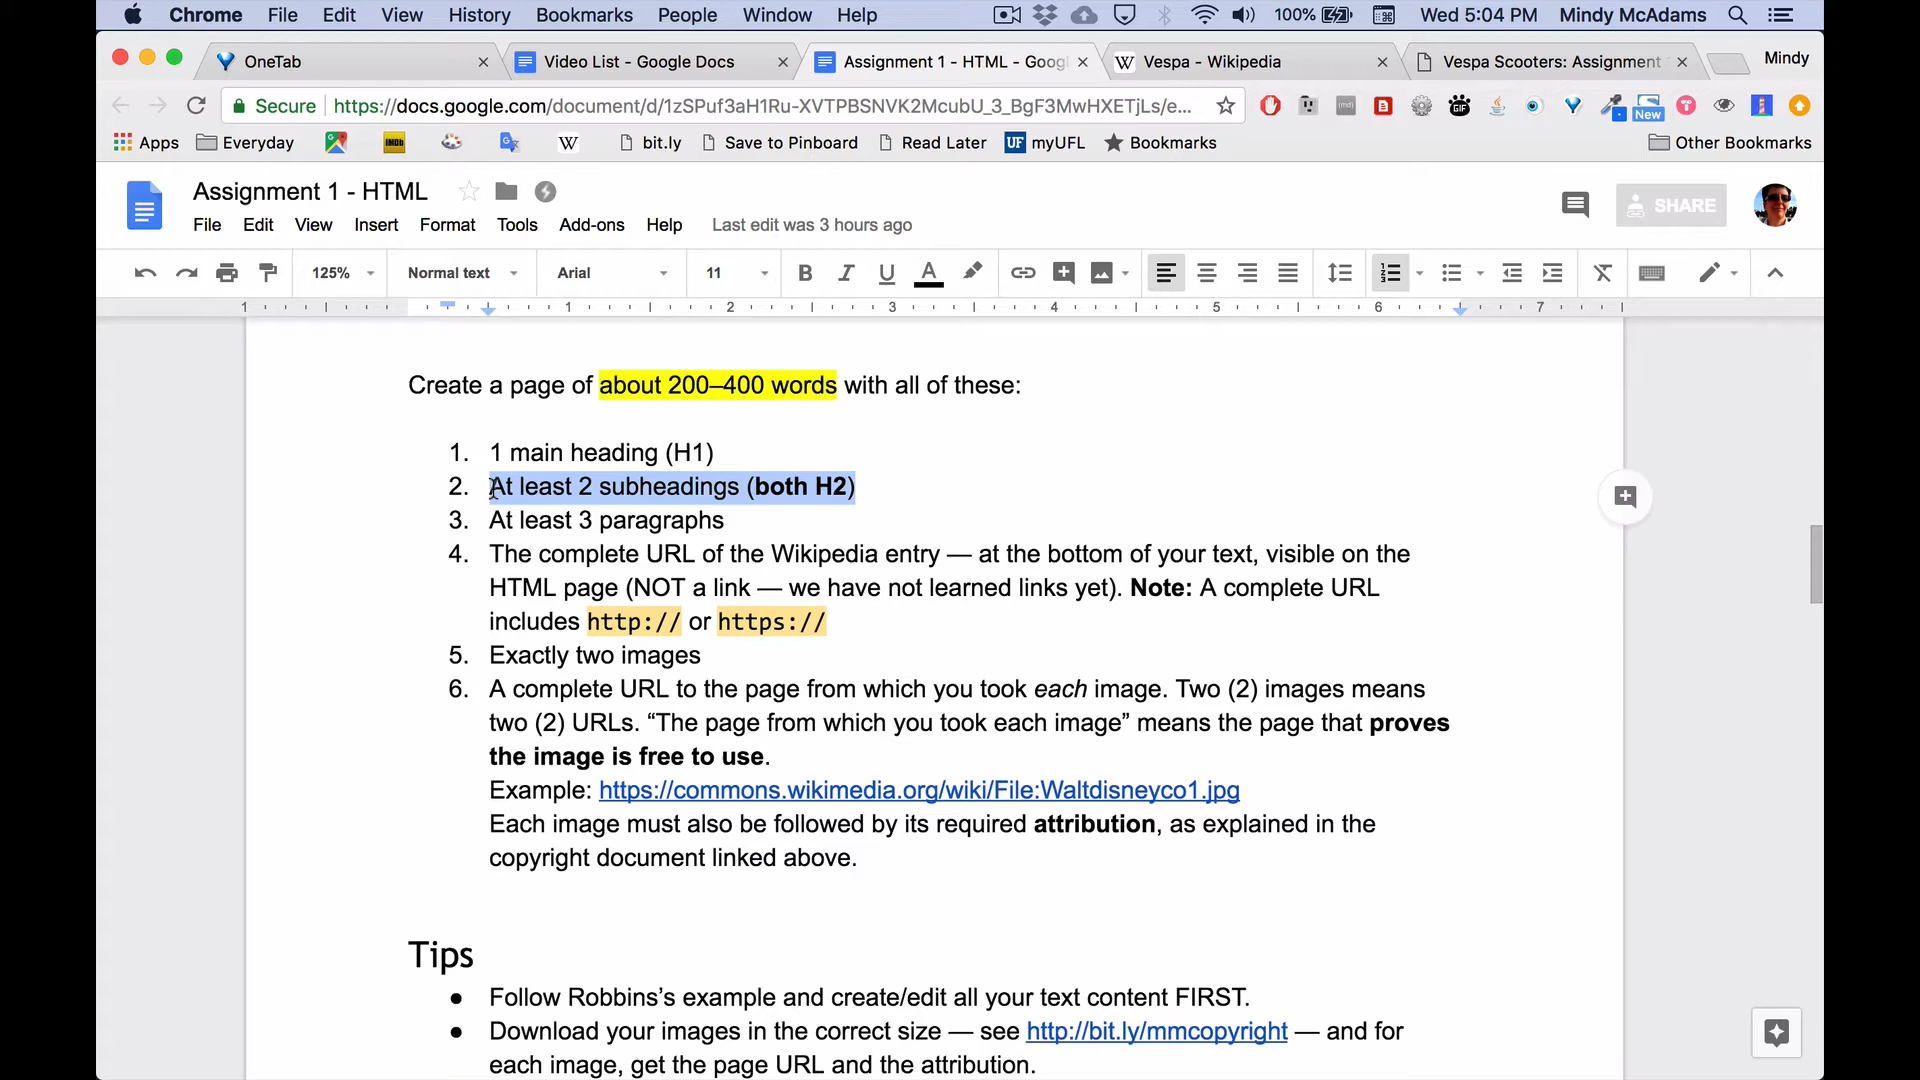 Chrome File Edit View History Bookmarks People Window Help 100% Wed 5:04 PM Mindy McAdams
OneTab Video List - Google Docs Assignment 1 - HTML - Googl Vespa - Wikipedia Vespa Scooters: Assignment Mindy
Secure https://docs.google.com/document/d/1zSPuf3aH1Ru-XVTPBSNVK2McubU_3_BgF3MwHXETjLs/e... New
Apps Everyday bit.ly Save to Pinboard Read Later UF myUFL Bookmarks Other Bookmarks
Assignment 1 - HTML SHARE
File Edit View Insert Format Tools Add-ons Help Last edit was 3 hours ago
125% Normal text Arial 11 B I U A
1 1 2 3 4 5 6 7
Create a page of about 200–400 words with all of these:
1. 1 main heading (H1)
2. At least 2 subheadings (both H2)
3. At least 3 paragraphs
4. The complete URL of the Wikipedia entry — at the bottom of your text, visible on the
HTML page (NOT a link — we have not learned links yet). Note: A complete URL
includes http:// or https://
5. Exactly two images
6. A complete URL to the page from which you took each image. Two (2) images means
two (2) URLs. “The page from which you took each image” means the page that proves
the image is free to use.
Example: https://commons.wikimedia.org/wiki/File:Waltdisneyco1.jpg
Each image must also be followed by its required attribution, as explained in the
copyright document linked above.
Tips
● Follow Robbins’s example and create/edit all your text content FIRST.
● Download your images in the correct size — see http://bit.ly/mmcopyright — and for
each image, get the page URL and the attribution.